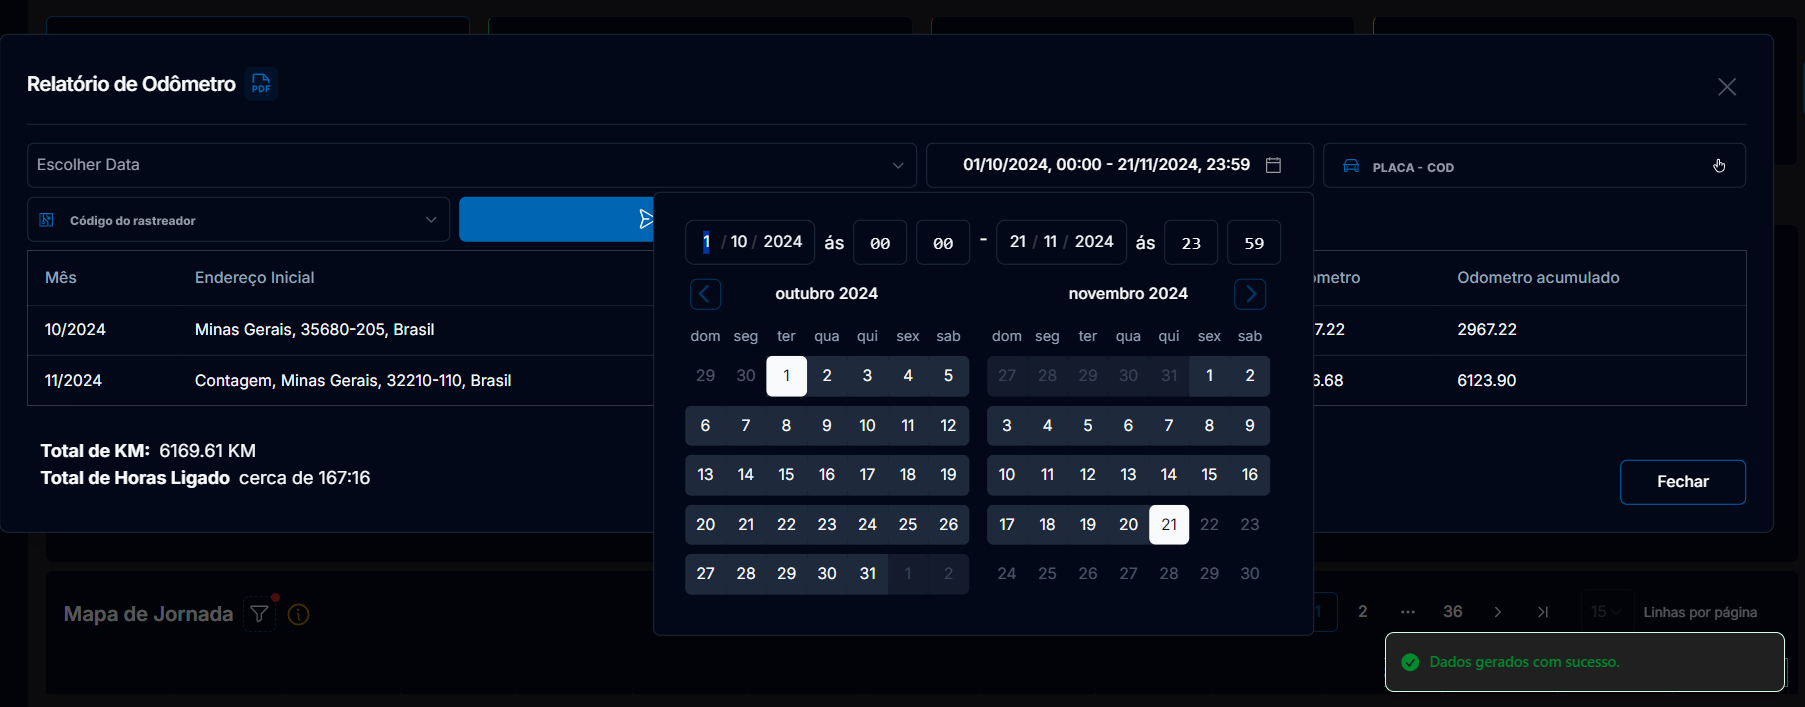 Relatório de Odômetro PDF
Escolher Data
01/10/2024, 00:00 - 21/11/2024, 23:59
PLACA - COD
Código do rastreador
1 / 10 / 2024 ás 00 00 - 21 / 11 / 2024 ás 23 59
outubro 2024 novembro 2024
dom seg ter qua qui sex sab dom seg ter qua qui sex sab
29 30 1 2 3 4 5 27 28 29 30 31 1 2
6 7 8 9 10 11 12 3 4 5 6 7 8 9
13 14 15 16 17 18 19 10 11 12 13 14 15 16
20 21 22 23 24 25 26 17 18 19 20 21 22 23
27 28 29 30 31 1 2 24 25 26 27 28 29 30
Mês Endereço Inicial ometro Odometro acumulado
10/2024 Minas Gerais, 35680-205, Brasil 7.22 2967.22
11/2024 Contagem, Minas Gerais, 32210-110, Brasil 6.68 6123.90
Total de KM: 6169.61 KM
Total de Horas Ligado cerca de 167:16
Fechar
Mapa de Jornada
1 2 ... 36 15 Linhas por página
Dados gerados com sucesso.